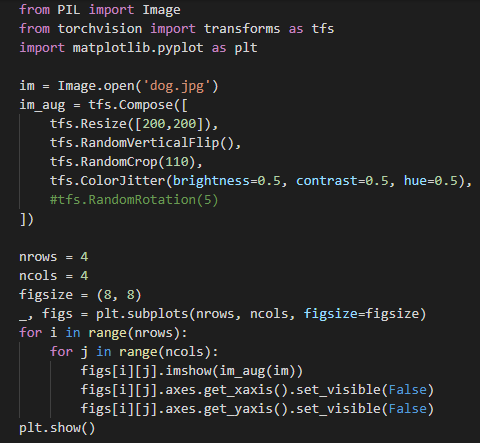 from PIL import Image
from torchvision import transforms as tfs
import matplotlib.pyplot as plt

im = Image.open('dog.jpg')
im_aug = tfs.Compose([
    tfs.Resize([200,200]),
    tfs.RandomVerticalFlip(),
    tfs.RandomCrop(110),
    tfs.ColorJitter(brightness=0.5, contrast=0.5, hue=0.5),
    #tfs.RandomRotation(5)
])

nrows = 4
ncols = 4
figsize = (8, 8)
_, figs = plt.subplots(nrows, ncols, figsize=figsize)
for i in range(nrows):
    for j in range(ncols):
        figs[i][j].imshow(im_aug(im))
        figs[i][j].axes.get_xaxis().set_visible(False)
        figs[i][j].axes.get_yaxis().set_visible(False)
plt.show()